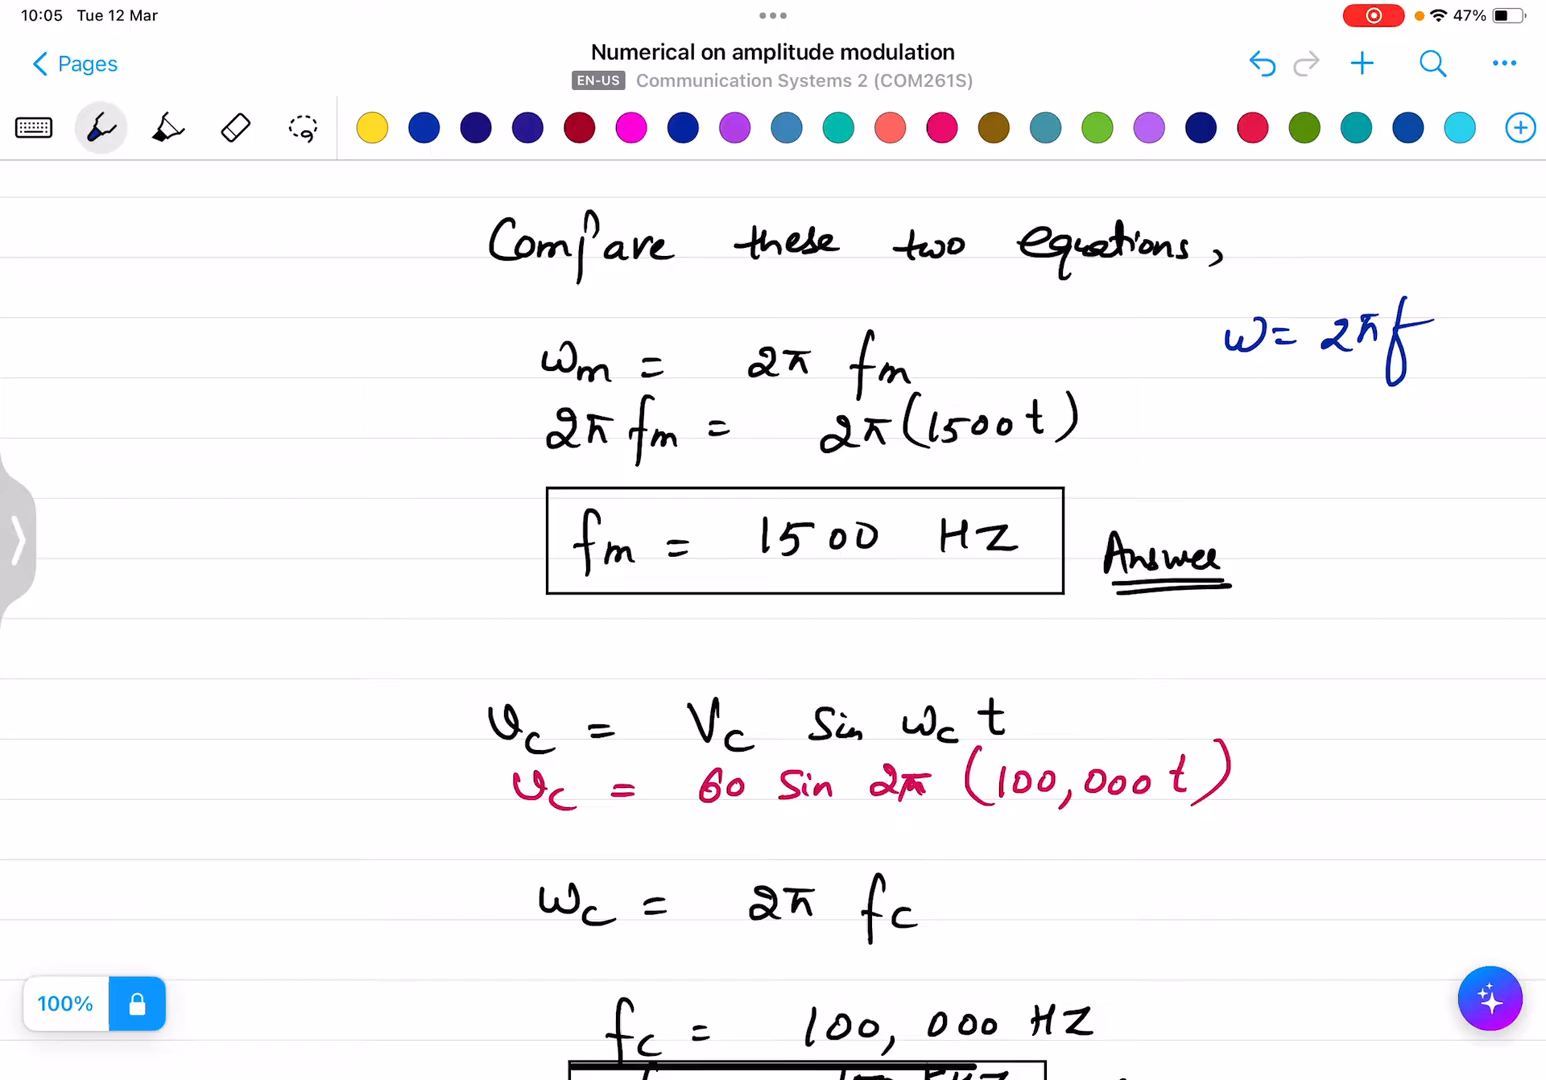 10:05 Tue 12 Mar
47%
Pages
Numerical on amplitude modulation
EN-US Communication Systems 2 (COM261S)
Compare these two equations,
ω = 2π f
ωm = 2π fm
2π fm = 2π (1500 t)
fm = 1500 HZ
Answer
υc = Vc Sin ωc t
υc = 60 Sin 2π (100,000 t)
ωc = 2π fc
100%
fc = 100,000 HZ